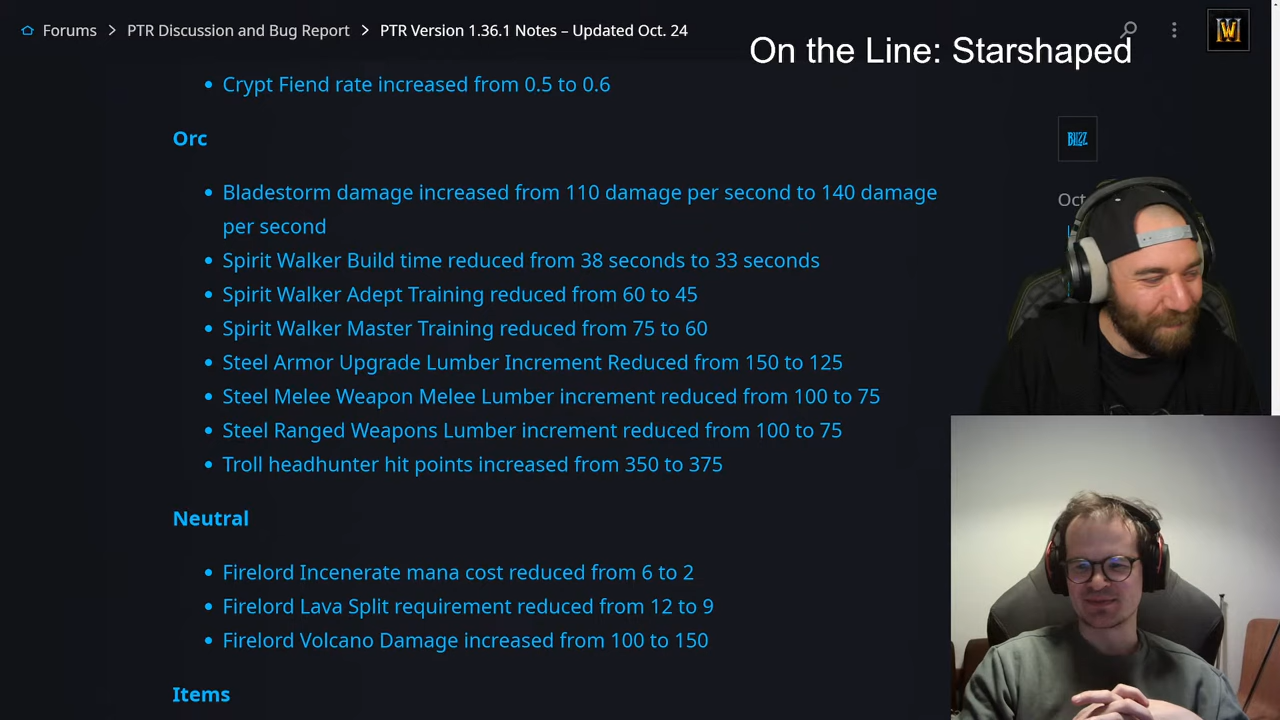 Forums > PTR Discussion and Bug Report > PTR Version 1.36.1 Notes – Updated Oct. 24
On the Line: Starshaped
• Crypt Fiend rate increased from 0.5 to 0.6
Orc
BLIZZ
• Bladestorm damage increased from 110 damage per second to 140 damage
per second
Oct
• Spirit Walker Build time reduced from 38 seconds to 33 seconds
• Spirit Walker Adept Training reduced from 60 to 45
• Spirit Walker Master Training reduced from 75 to 60
• Steel Armor Upgrade Lumber Increment Reduced from 150 to 125
• Steel Melee Weapon Melee Lumber increment reduced from 100 to 75
• Steel Ranged Weapons Lumber increment reduced from 100 to 75
• Troll headhunter hit points increased from 350 to 375
Neutral
• Firelord Incenerate mana cost reduced from 6 to 2
• Firelord Lava Split requirement reduced from 12 to 9
• Firelord Volcano Damage increased from 100 to 150
Items